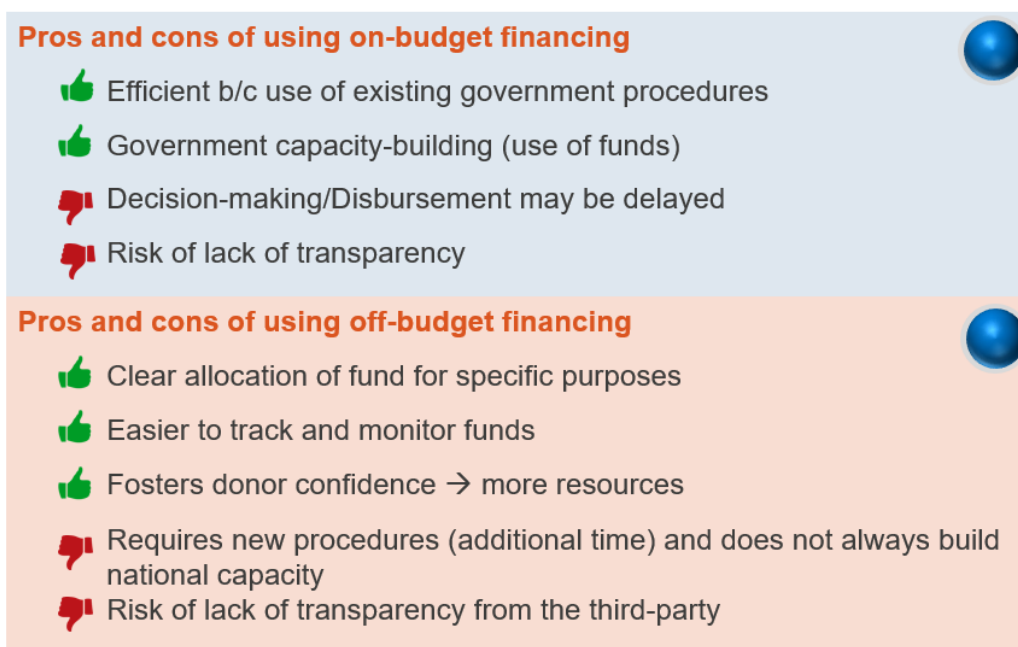 Pros and cons of using on-budget financing
Efficient b/c use of existing government procedures
Government capacity-building (use of funds)
Decision-making/Disbursement may be delayed
Risk of lack of transparency
Pros and cons of using off-budget financing
Clear allocation of fund for specific purposes
Easier to track and monitor funds
Fosters donor confidence → more resources
Requires new procedures (additional time) and does not always build
national capacity
Risk of lack of transparency from the third-party